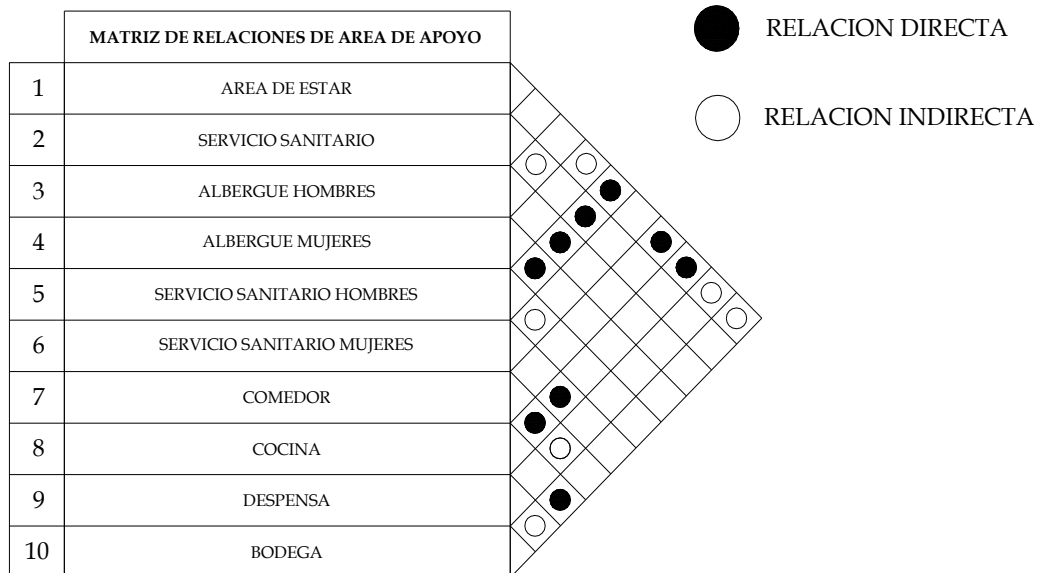 MATRIZ DE RELACIONES DE AREA DE APOYO
1 AREA DE ESTAR
2 SERVICIO SANITARIO
3 ALBERGUE HOMBRES
4 ALBERGUE MUJERES
5 SERVICIO SANITARIO HOMBRES
6 SERVICIO SANITARIO MUJERES
7 COMEDOR
8 COCINA
9 DESPENSA
10 BODEGA
RELACION DIRECTA
RELACION INDIRECTA